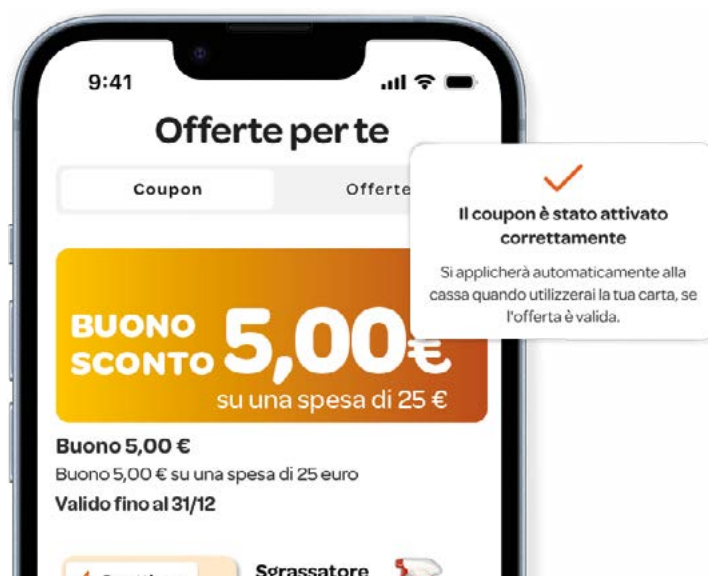 9:41
Offerte per te
Coupon
Offerte
Il coupon è stato attivato
correttamente
Si applicherà automaticamente alla
cassa quando utilizzerai la tua carta, se
l'offerta è valida.
BUONO
SCONTO 5,00€
su una spesa di 25 €
Buono 5,00 €
Buono 5,00 € su una spesa di 25 euro
Valido fino al 31/12
Sgrassatore